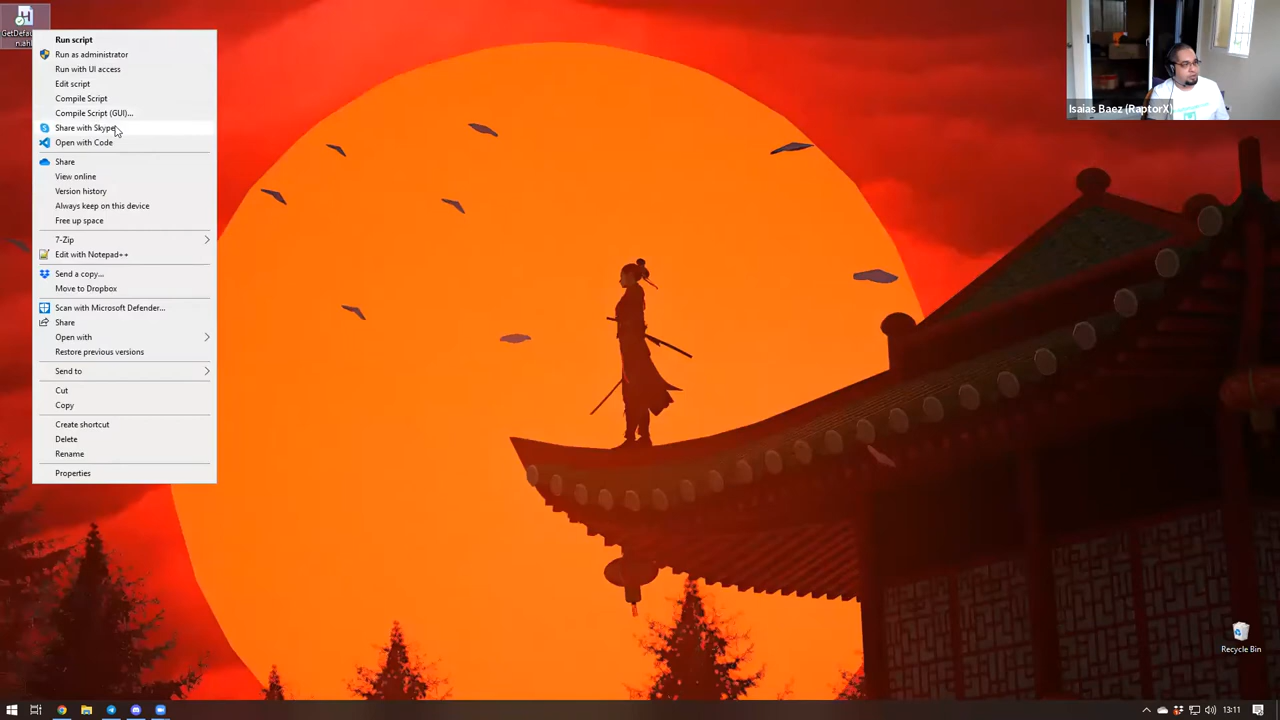 GetDefau
n.ahk
Run script
Run as administrator
Run with UI access
Edit script
Compile Script
Compile Script (GUI)...
Share with Skype
Open with Code
Share
View online
Version history
Always keep on this device
Free up space
7-Zip
Edit with Notepad++
Send a copy...
Move to Dropbox
Scan with Microsoft Defender...
Share
Open with
Restore previous versions
Send to
Cut
Copy
Create shortcut
Delete
Rename
Properties
Isaias Baez (RaptorX)
Recycle Bin
13:11